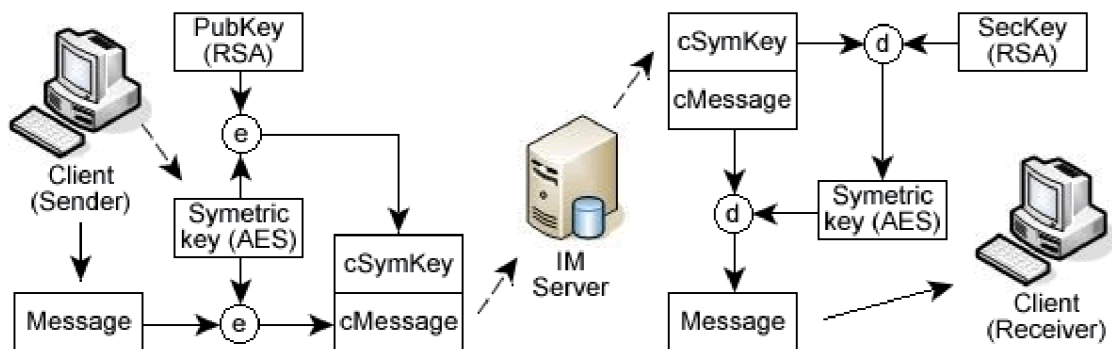 PubKey
(RSA)
e
Client
(Sender)
Symetric
key (AES)
Message
e
cSymKey
cMessage
IM
Server
cSymKey
cMessage
d
SecKey
(RSA)
Symetric
key (AES)
d
Message
Client
(Receiver)